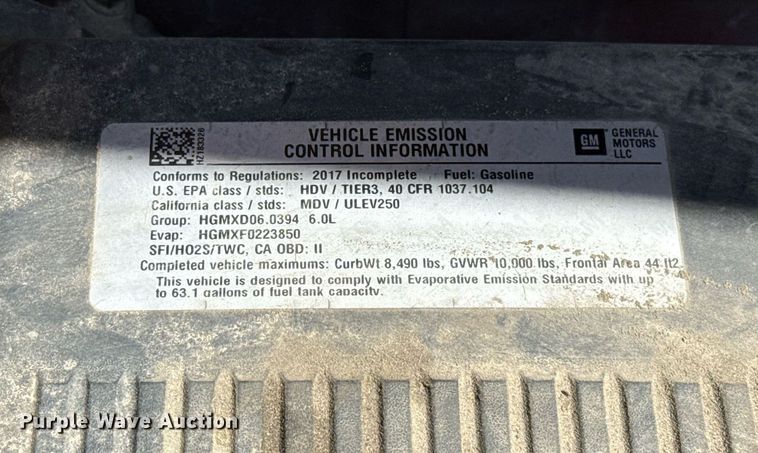 HZ183326
VEHICLE EMISSION
CONTROL INFORMATION
GM
GENERAL
MOTORS
LLC
Conforms to Regulations: 2017 Incomplete Fuel: Gasoline
U.S. EPA class / stds: HDV / TIER3, 40 CFR 1037.104
California class / stds: MDV / ULEV250
Group: HGMXD06.0394 6.0L
Evap: HGMXF0223850
SFI/HO2S/TWC, CA OBD: II
Completed vehicle maximums: CurbWt 8,490 lbs, GVWR 10,000 lbs, Frontal Area 44 ft2
This vehicle is designed to comply with Evaporative Emission Standards with up
to 63.1 gallons of fuel tank capacity.
Purple Wave Auction